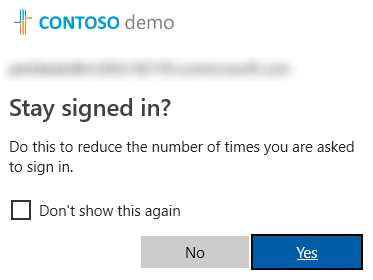 CONTOSO demo
Stay signed in?
Do this to reduce the number of times you are asked
to sign in.
Don't show this again
No
Yes